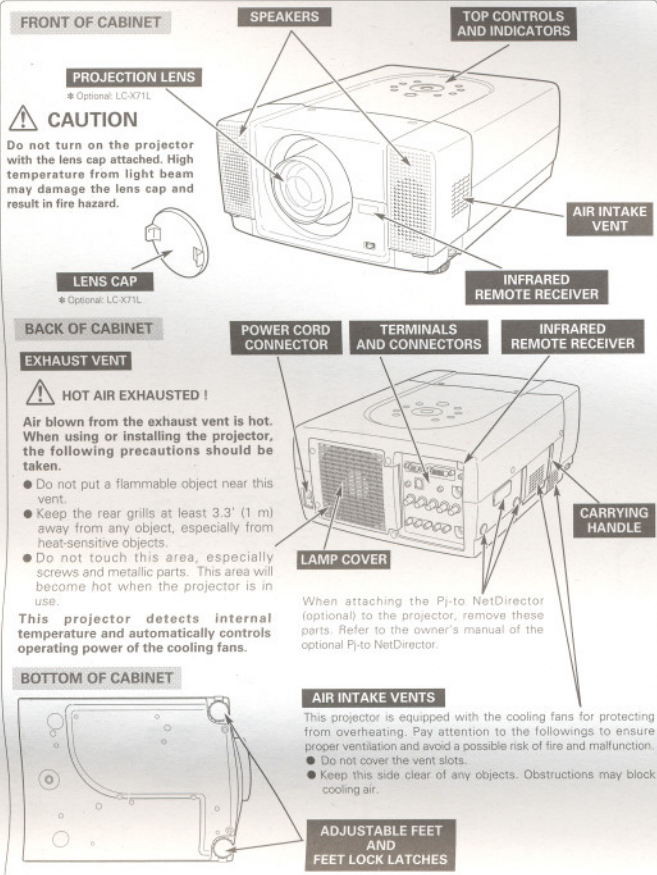 FRONT OF CABINET
SPEAKERS
TOP CONTROLS
AND INDICATORS
PROJECTION LENS
✽ Optional: LC-X71L
CAUTION
Do not turn on the projector
with the lens cap attached. High
temperature from light beam
may damage the lens cap and
result in fire hazard.
AIR INTAKE
VENT
LENS CAP
✽ Optional: LC-X71L
INFRARED
REMOTE RECEIVER
BACK OF CABINET
POWER CORD
CONNECTOR
TERMINALS
AND CONNECTORS
INFRARED
REMOTE RECEIVER
EXHAUST VENT
HOT AIR EXHAUSTED !
Air blown from the exhaust vent is hot.
When using or installing the projector,
the following precautions should be
taken.
● Do not put a flammable object near this
vent.
● Keep the rear grills at least 3.3' (1 m)
away from any object, especially from
heat-sensitive objects.
● Do not touch this area, especially
screws and metallic parts. This area will
become hot when the projector is in
use.
This projector detects internal
temperature and automatically controls
operating power of the cooling fans.
CARRYING
HANDLE
LAMP COVER
When attaching the Pj-to NetDirector
(optional) to the projector, remove these
parts. Refer to the owner's manual of the
optional Pj-to NetDirector.
BOTTOM OF CABINET
AIR INTAKE VENTS
This projector is equipped with the cooling fans for protecting
from overheating. Pay attention to the followings to ensure
proper ventilation and avoid a possible risk of fire and malfunction.
● Do not cover the vent slots.
● Keep this side clear of any objects. Obstructions may block
cooling air.
ADJUSTABLE FEET
AND
FEET LOCK LATCHES